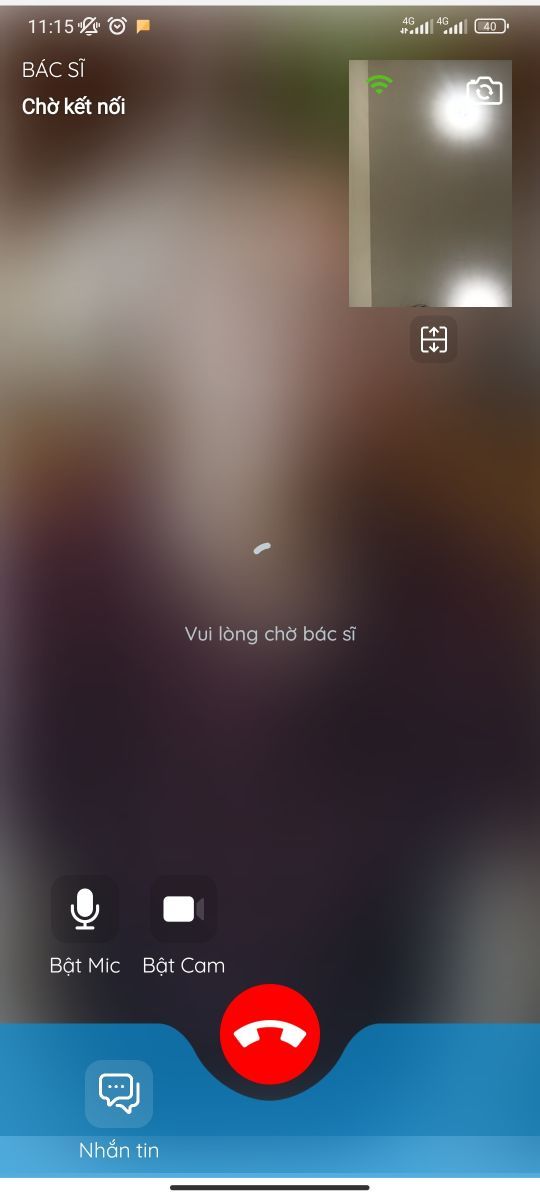 11:15
4G
4G
40
BÁC SĨ
Chờ kết nối
Vui lòng chờ bác sĩ
Bật Mic
Bật Cam
Nhắn tin